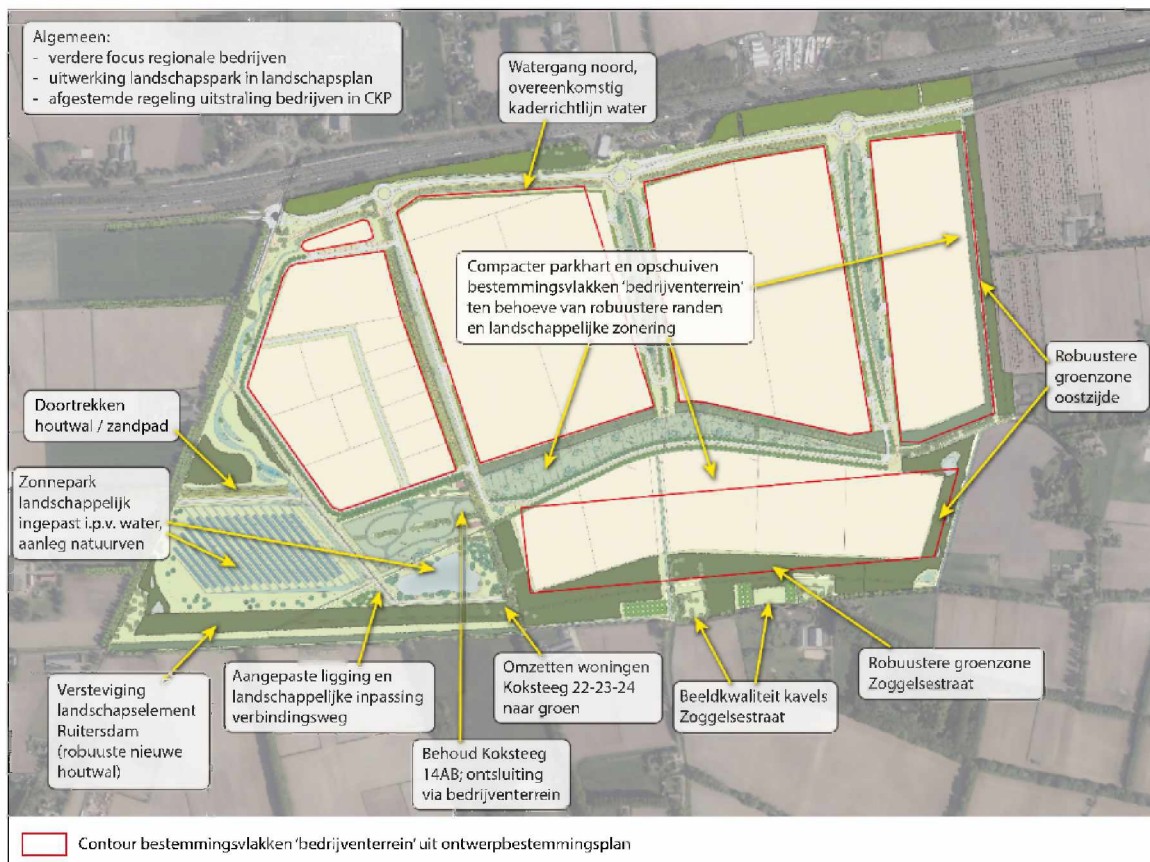 Algemeen:
- verdere focus regionale bedrijven
- uitwerking landschapspark in landschapsplan
- afgestemde regeling uitstraling bedrijven in CKP
Watergang noord,
overeenkomstig
kaderrichtlijn water
Compacter parkhart en opschuiven
bestemmingsvlakken 'bedrijventerrein'
ten behoeve van robuustere randen
en landschappelijke zonering
Robuustere
groenzone
oostzijde
Doortrekken
houtwal / zandpad
Zonnepark
landschappelijk
ingepast i.p.v. water,
aanleg natuurven
Versteviging
landschapselement
Ruitersdam
(robuuste nieuwe
houtwal)
Aangepaste ligging en
landschappelijke inpassing
verbindingsweg
Behoud Koksteeg
14AB; ontsluiting
via bedrijventerrein
Omzetten woningen
Koksteeg 22-23-24
naar groen
Beeldkwaliteit kavels
Zoggelsestraat
Robuustere groenzone
Zoggelsestraat
Contour bestemmingsvlakken 'bedrijventerrein' uit ontwerpbestemmingsplan